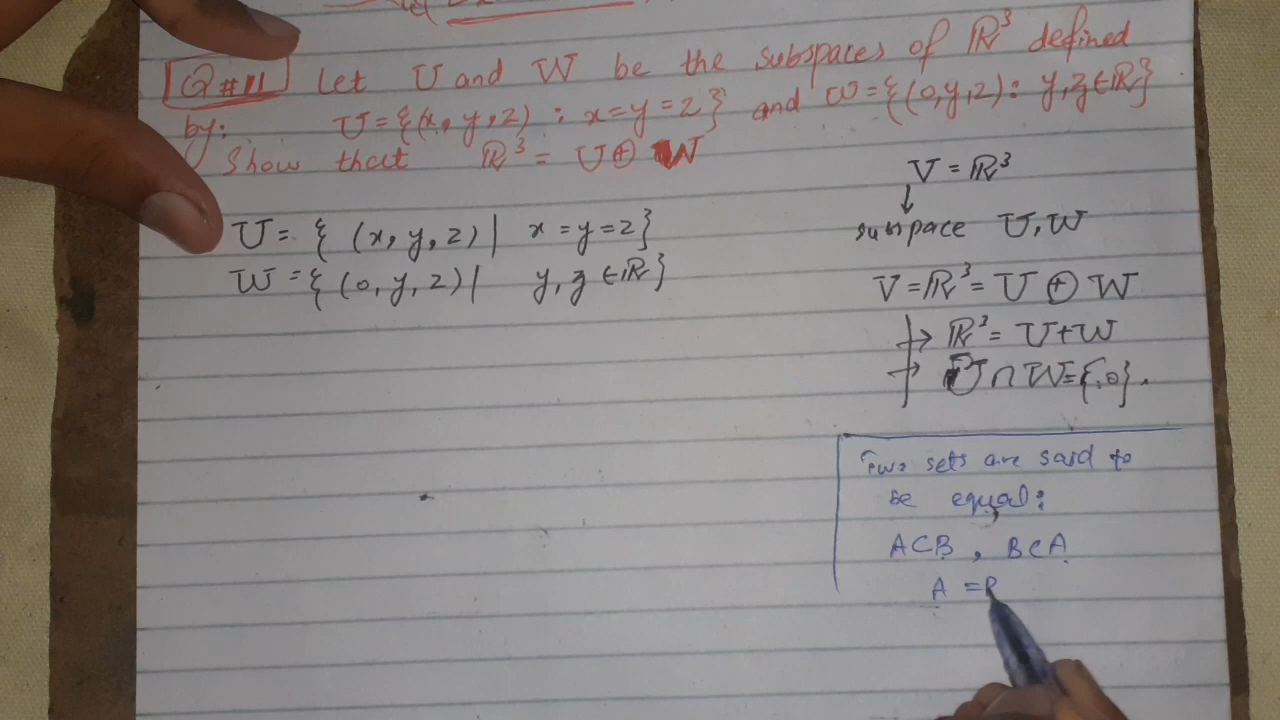 Q#11 Let U and W be the subspaces of ℝ³ defined
by: U={(x,y,z) : x=y=z} and W={(0,y,z): y,z∈ℝ}
Show that ℝ³ = U⊕W
U= { (x,y,z)| x=y=z}
W={(0,y,z)| y,z∈ℝ}
V=ℝ³
↓
subspace U,W
V=ℝ³=U⊕W
→ ℝ³=U+W
→ U∩W={0}.
Two sets are said to
be equal:
A⊂B, B⊂A
A =B